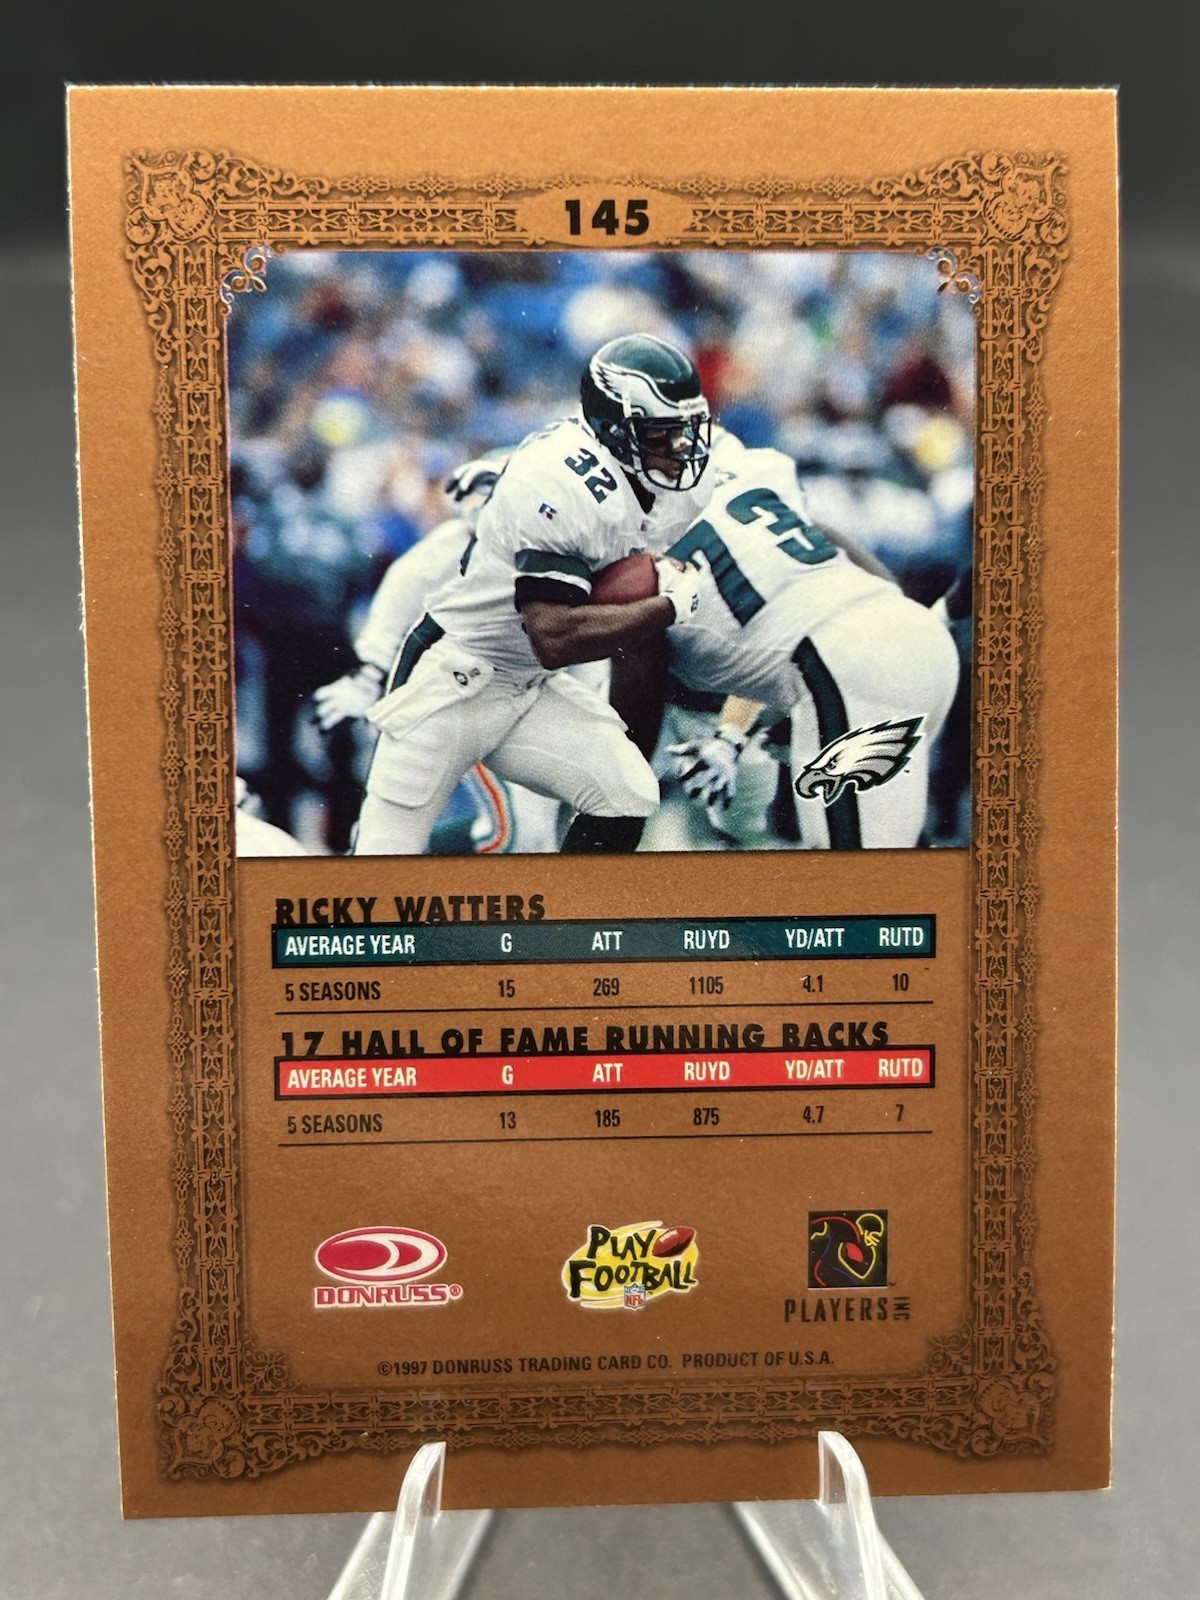 145
32
73
RICKY WATTERS
AVERAGE YEAR G ATT RUYD YD/ATT RUTD
5 SEASONS 15 269 1105 4.1 10
17 HALL OF FAME RUNNING BACKS
AVERAGE YEAR G ATT RUYD YD/ATT RUTD
5 SEASONS 13 185 875 4.7 7
DONRUSS®
PLAY
FOOTBALL
NFL
PLAYERS INC
©1997 DONRUSS TRADING CARD CO. PRODUCT OF U.S.A.